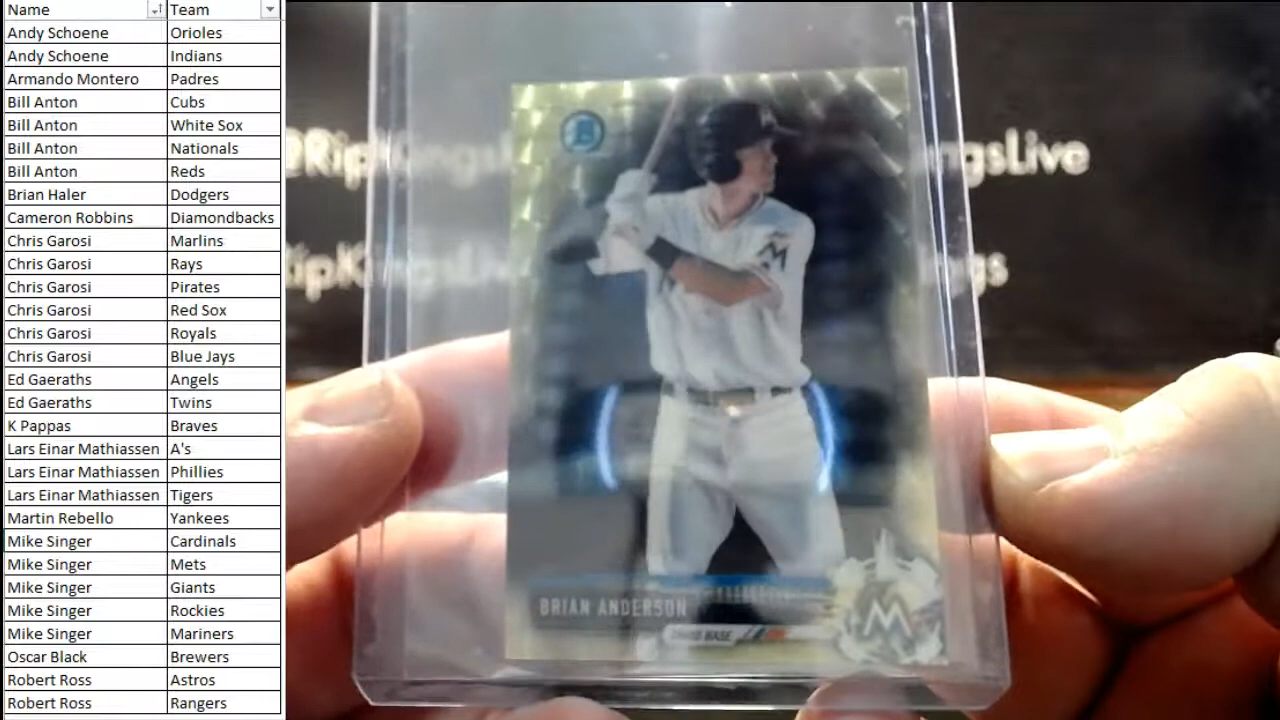 Name Team
Andy Schoene Orioles
Andy Schoene Indians
Armando Montero Padres
Bill Anton Cubs
Bill Anton White Sox
Bill Anton Nationals
Bill Anton Reds
Brian Haler Dodgers
Cameron Robbins Diamondbacks
Chris Garosi Marlins
Chris Garosi Rays
Chris Garosi Pirates
Chris Garosi Red Sox
Chris Garosi Royals
Chris Garosi Blue Jays
Ed Gaeraths Angels
Ed Gaeraths Twins
K Pappas Braves
Lars Einar Mathiassen A's
Lars Einar Mathiassen Phillies
Lars Einar Mathiassen Tigers
Martin Rebello Yankees
Mike Singer Cardinals
Mike Singer Mets
Mike Singer Giants
Mike Singer Rockies
Mike Singer Mariners
Oscar Black Brewers
Robert Ross Astros
Robert Ross Rangers
B
M
BRIAN ANDERSON
BASE
M